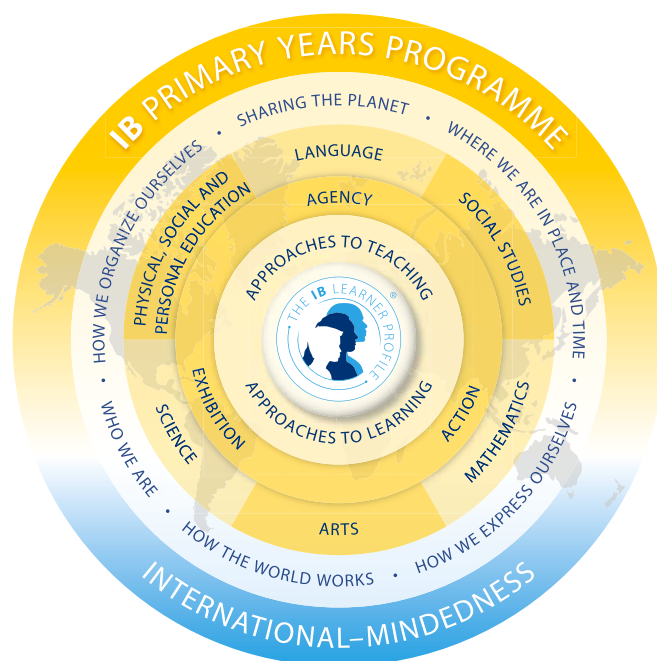 IB PRIMARY YEARS PROGRAMME
SHARING THE PLANET
•
WHERE WE ARE IN PLACE AND TIME
•
HOW WE EXPRESS OURSELVES
•
HOW THE WORLD WORKS
•
WHO WE ARE
•
HOW WE ORGANIZE OURSELVES
•
LANGUAGE
SOCIAL STUDIES
MATHEMATICS
ARTS
SCIENCE
PHYSICAL, SOCIAL AND
PERSONAL EDUCATION
AGENCY
ACTION
EXHIBITION
APPROACHES TO TEACHING
APPROACHES TO LEARNING
THE IB LEARNER PROFILE
®
INTERNATIONAL–MINDEDNESS